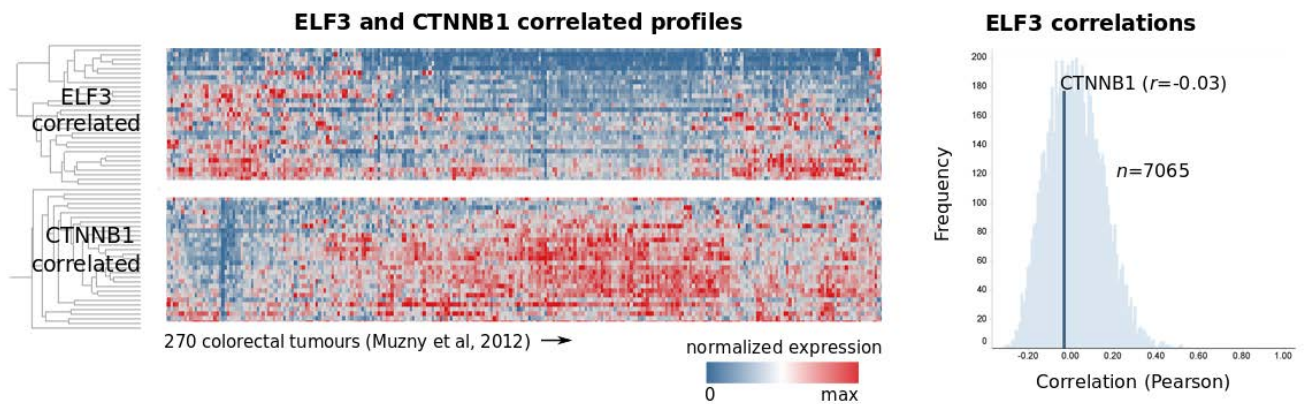 ELF3 and CTNNB1 correlated profiles
ELF3
correlated
CTNNB1
correlated
270 colorectal tumours (Muzny et al, 2012)
normalized expression
0
max
ELF3 correlations
200
180
160
140
120
100
80
60
40
20
0
Frequency
CTNNB1 (r=-0.03)
n=7065
-0.20
0.00
0.20
0.40
0.60
0.80
1.00
Correlation (Pearson)